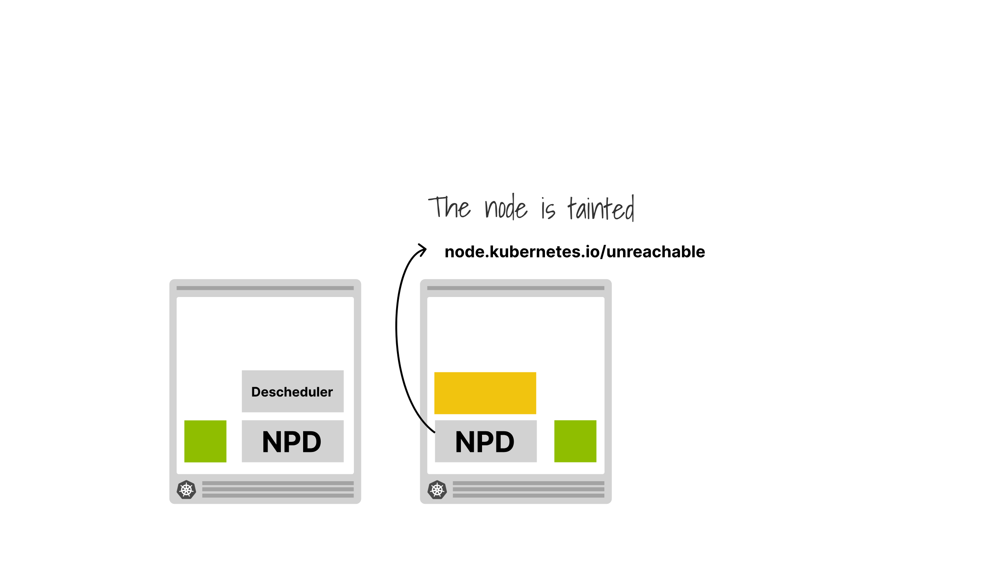 The node is tainted
node.kubernetes.io/unreachable
Descheduler
NPD
NPD